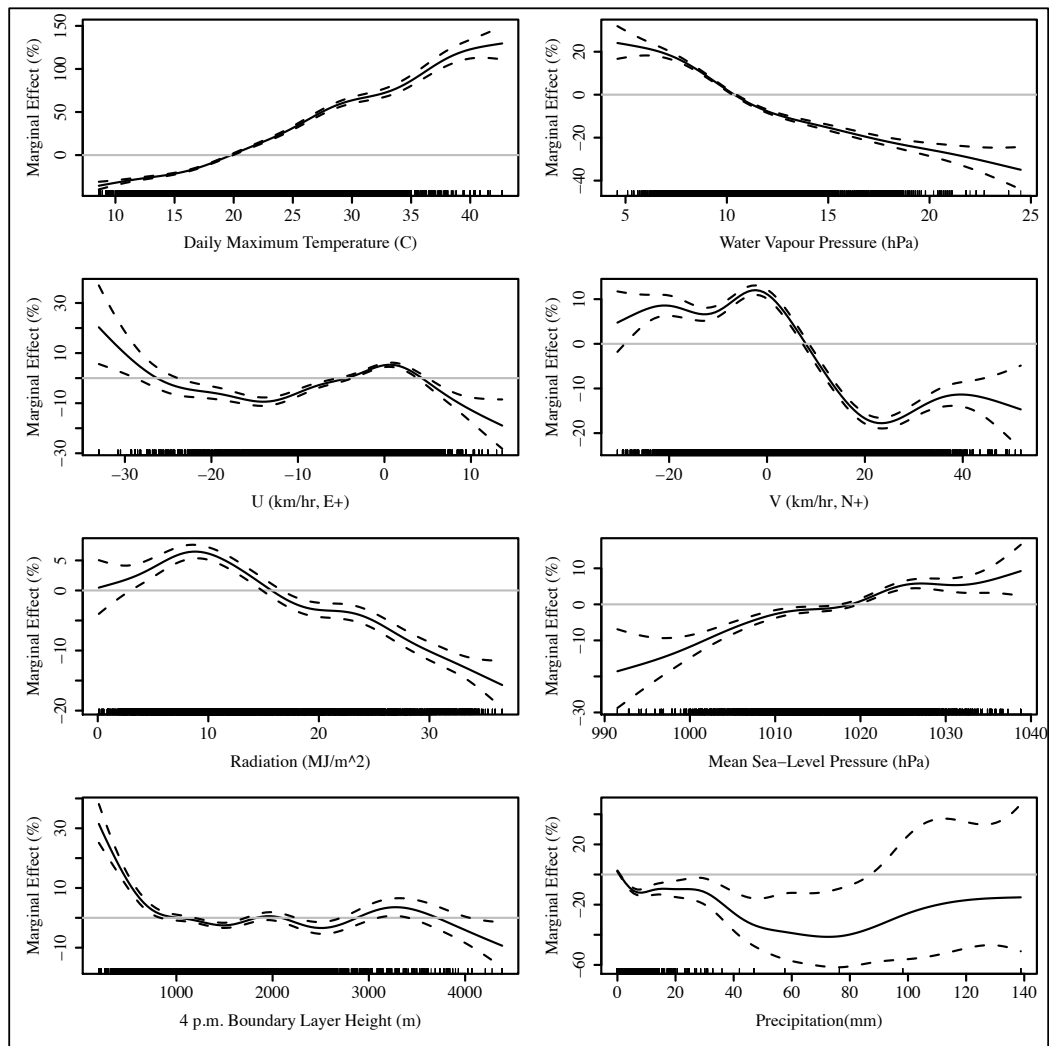 Marginal Effect (%)
0 50 100 150
10 15 20 25 30 35 40
Daily Maximum Temperature (C)
Marginal Effect (%)
−40 −20 0 20
5 10 15 20 25
Water Vapour Pressure (hPa)
Marginal Effect (%)
−30 −10 10 30
−30 −20 −10 0 10
U (km/hr, E+)
Marginal Effect (%)
−20 −10 0 10
−20 0 20 40
V (km/hr, N+)
Marginal Effect (%)
−20 −10 0 5
0 10 20 30
Radiation (MJ/m^2)
Marginal Effect (%)
−30 −10 0 10
990 1000 1010 1020 1030 1040
Mean Sea−Level Pressure (hPa)
Marginal Effect (%)
−10 10 30
1000 2000 3000 4000
4 p.m. Boundary Layer Height (m)
Marginal Effect (%)
−60 −20 20
0 20 40 60 80 100 120 140
Precipitation(mm)